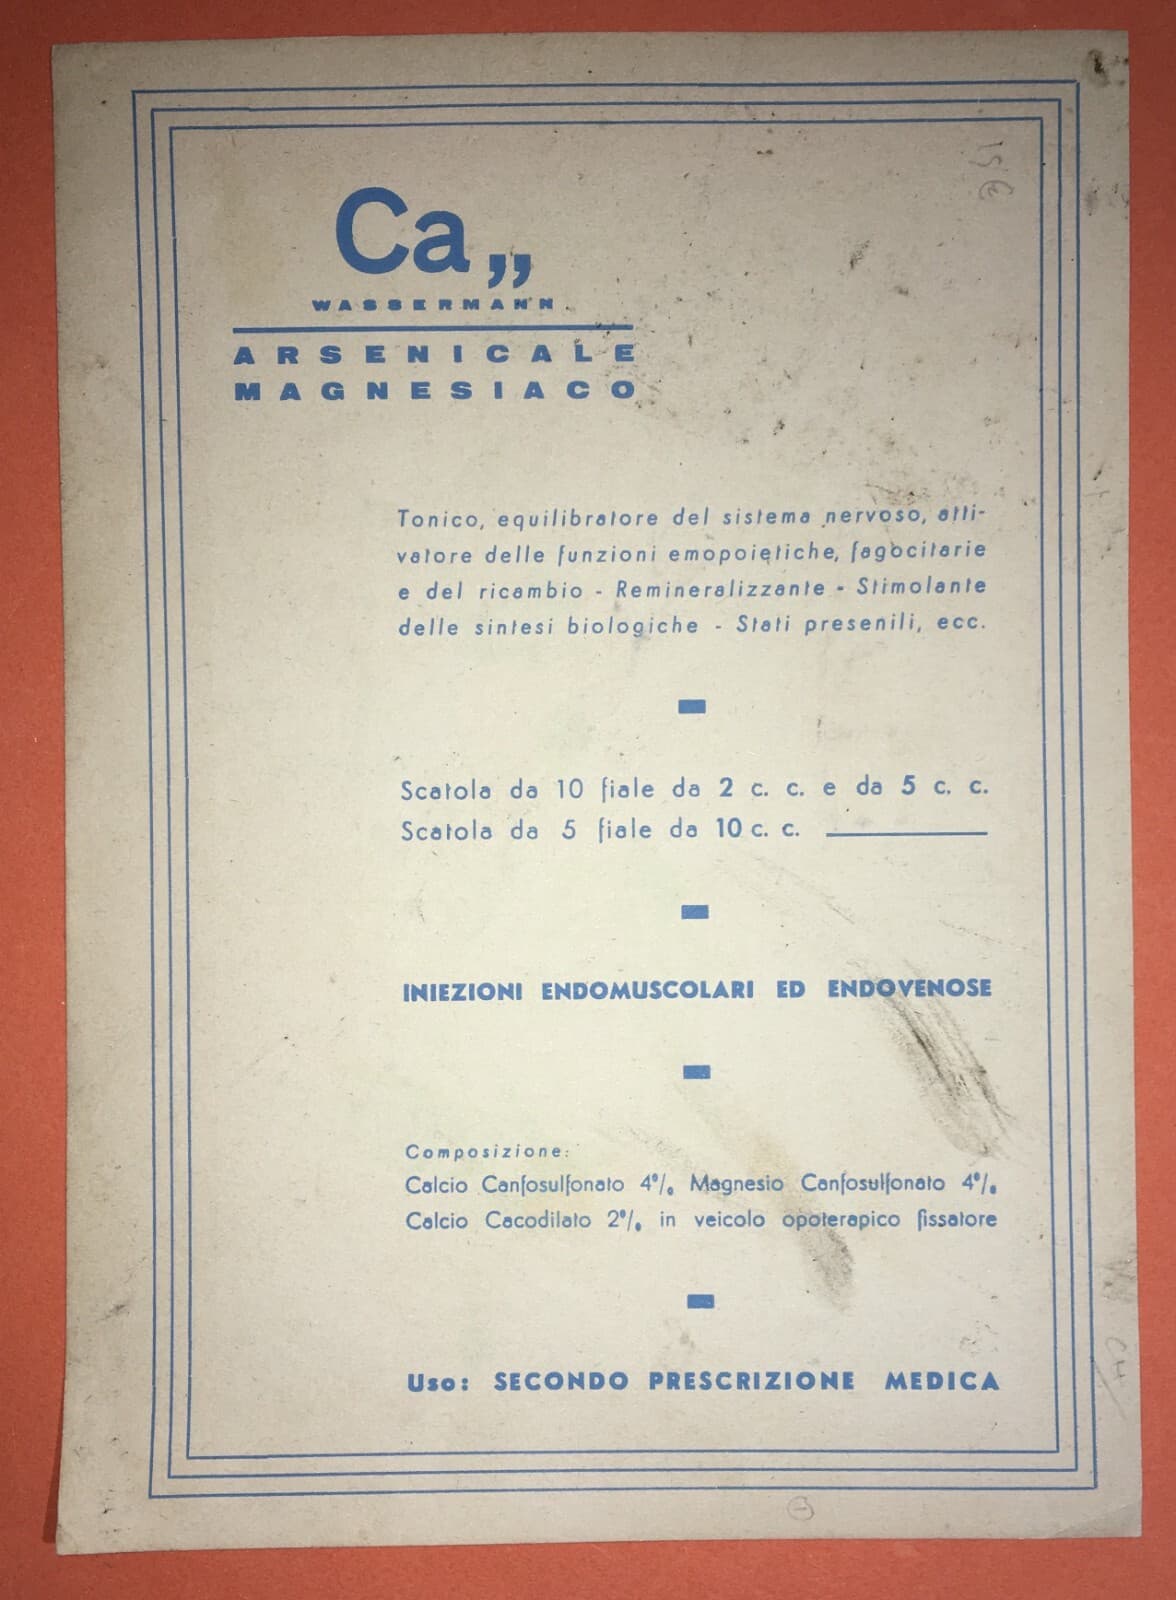 Ca„
WASSERMANN
ARSENICALE
MAGNESIACO
Tonico, equilibratore del sistema nervoso, atti-
vatore delle funzioni emopoietiche, fagocitarie
e del ricambio - Remineralizzante - Stimolante
delle sintesi biologiche - Stati presenili, ecc.
Scatola da 10 fiale da 2 c. c. e da 5 c. c.
Scatola da 5 fiale da 10 c. c.
INIEZIONI ENDOMUSCOLARI ED ENDOVENOSE
Composizione:
Calcio Canfosulfonato 4% Magnesio Canfosulfonato 4%
Calcio Cacodilato 2% in veicolo opoterapico fissatore
Uso: SECONDO PRESCRIZIONE MEDICA